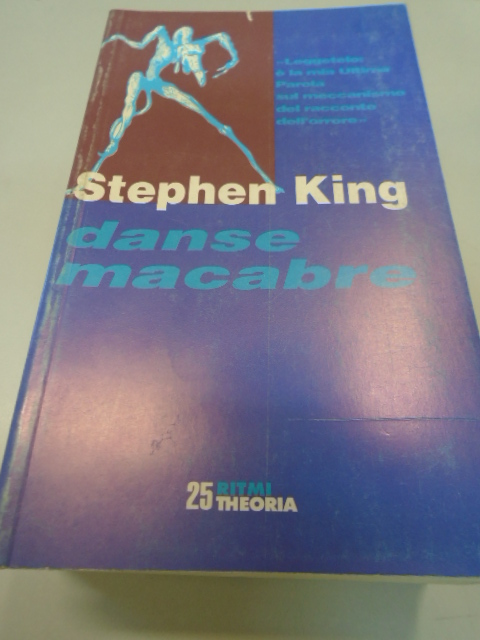 «Leggetelo:
è la mia Ultima
Parola
sul meccanismo
del racconto
dell'orrore»
Stephen King
danse
macabre
25 RITMI
THEORIA